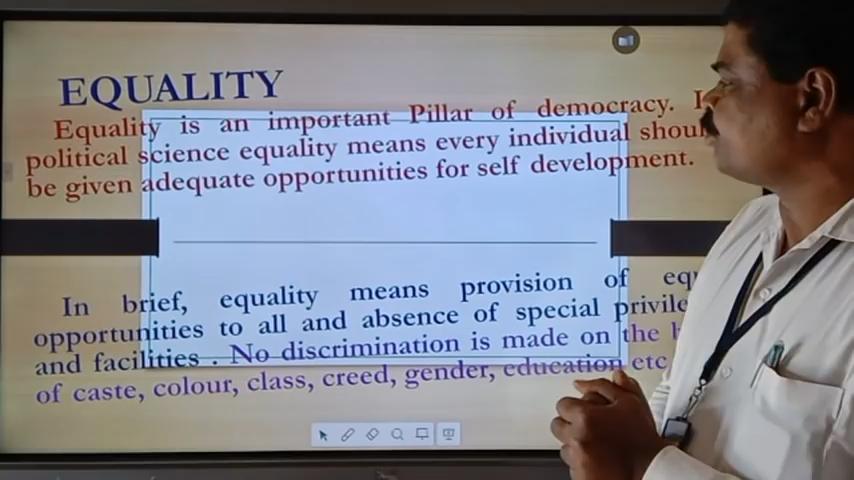 EQUALITY
Equality is an important Pillar of democracy.
political science equality means every individual
be given adequate opportunities for self development.
In brief, equality means provision of
opportunities to all and absence of special
and facilities . No discrimination is made on the
of caste, colour, class, creed, gender, education etc